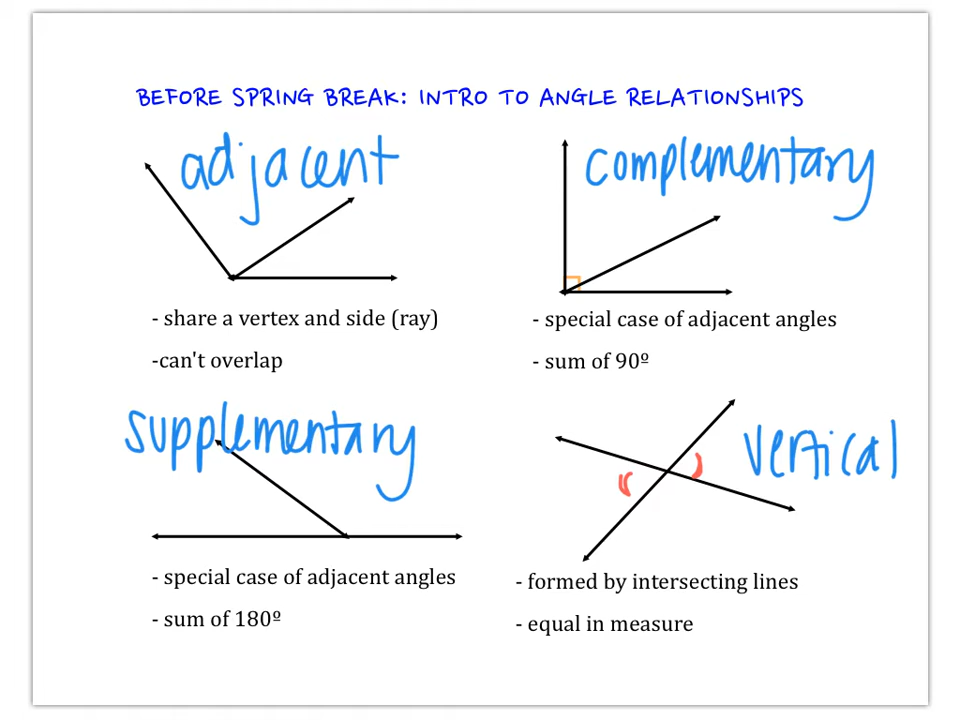 BEFORE SPRING BREAK: INTRO TO ANGLE RELATIONSHIPS
adjacent
- share a vertex and side (ray)
-can't overlap
complementary
- special case of adjacent angles
- sum of 90º
supplementary
- special case of adjacent angles
- sum of 180º
vertical
- formed by intersecting lines
- equal in measure